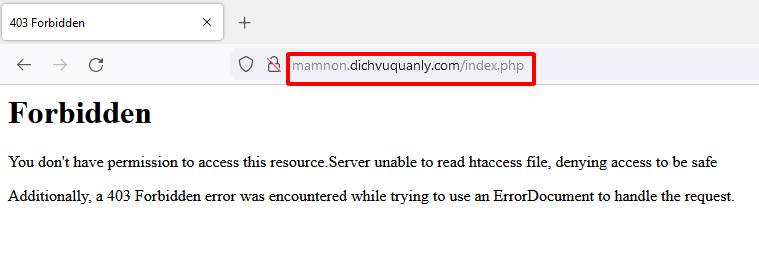 403 Forbidden
mamnon.dichvuquanly.com/index.php
Forbidden
You don't have permission to access this resource.Server unable to read htaccess file, denying access to be safe
Additionally, a 403 Forbidden error was encountered while trying to use an ErrorDocument to handle the request.